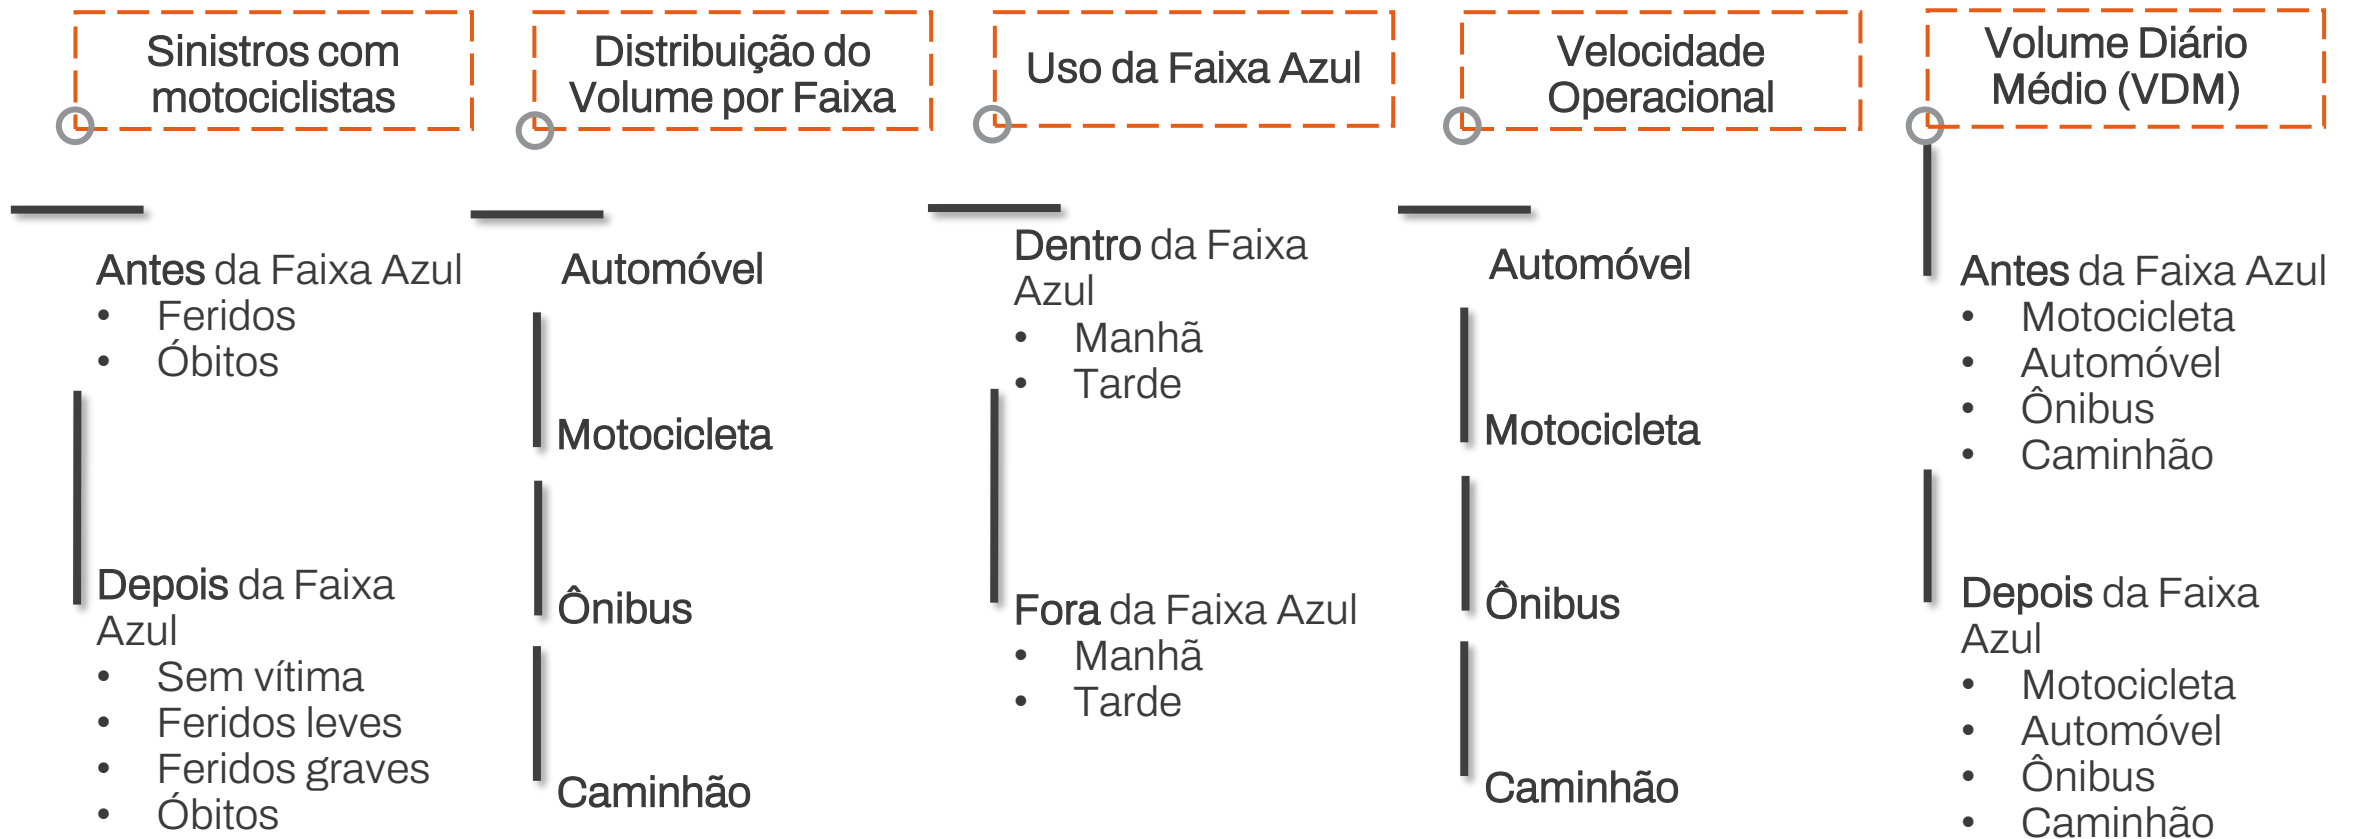 Sinistros com
motociclistas
Antes da Faixa Azul
• Feridos
• Óbitos
Depois da Faixa
Azul
• Sem vítima
• Feridos leves
• Feridos graves
• Óbitos
Distribuição do
Volume por Faixa
Automóvel
Motocicleta
Ônibus
Caminhão
Uso da Faixa Azul
Dentro da Faixa
Azul
• Manhã
• Tarde
Fora da Faixa Azul
• Manhã
• Tarde
Velocidade
Operacional
Automóvel
Motocicleta
Ônibus
Caminhão
Volume Diário
Médio (VDM)
Antes da Faixa Azul
• Motocicleta
• Automóvel
• Ônibus
• Caminhão
Depois da Faixa
Azul
• Motocicleta
• Automóvel
• Ônibus
• Caminhão